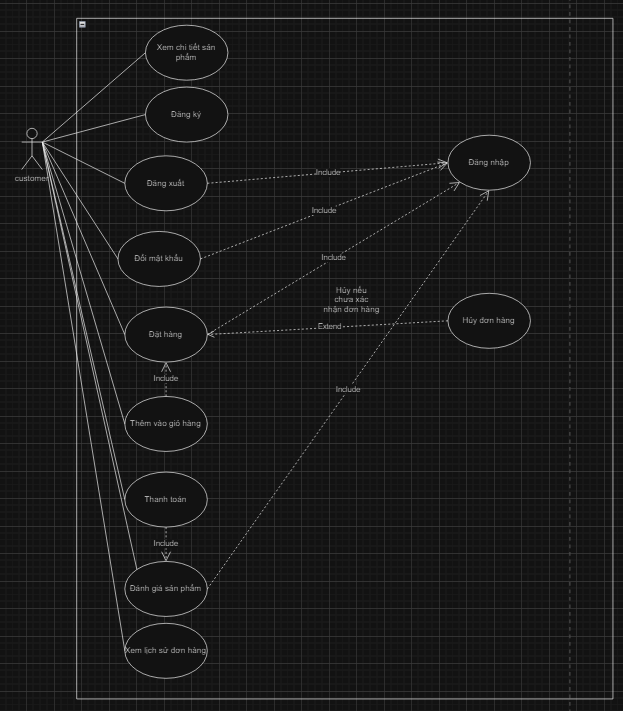 Xem chi tiết sản
phẩm
Đăng ký
customer
Đăng nhập
Đăng xuất
Include
Include
Đổi mật khẩu
Include
Hủy nếu
chưa xác
nhận đơn hàng
Đặt hàng
Extend
Hủy đơn hàng
Include
Include
Thêm vào giỏ hàng
Thanh toán
Include
Đánh giá sản phẩm
Xem lịch sử đơn hàng